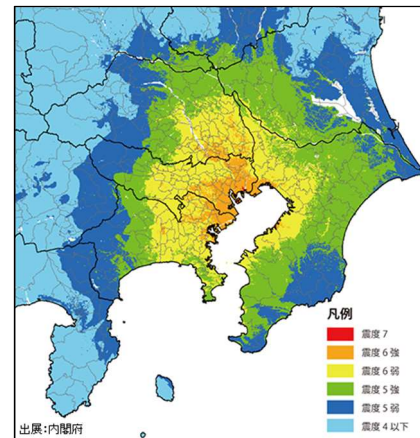 凡例
震度 7
震度 6 強
震度 6 弱
震度 5 強
震度 5 弱
震度 4 以下
出展:内閣府